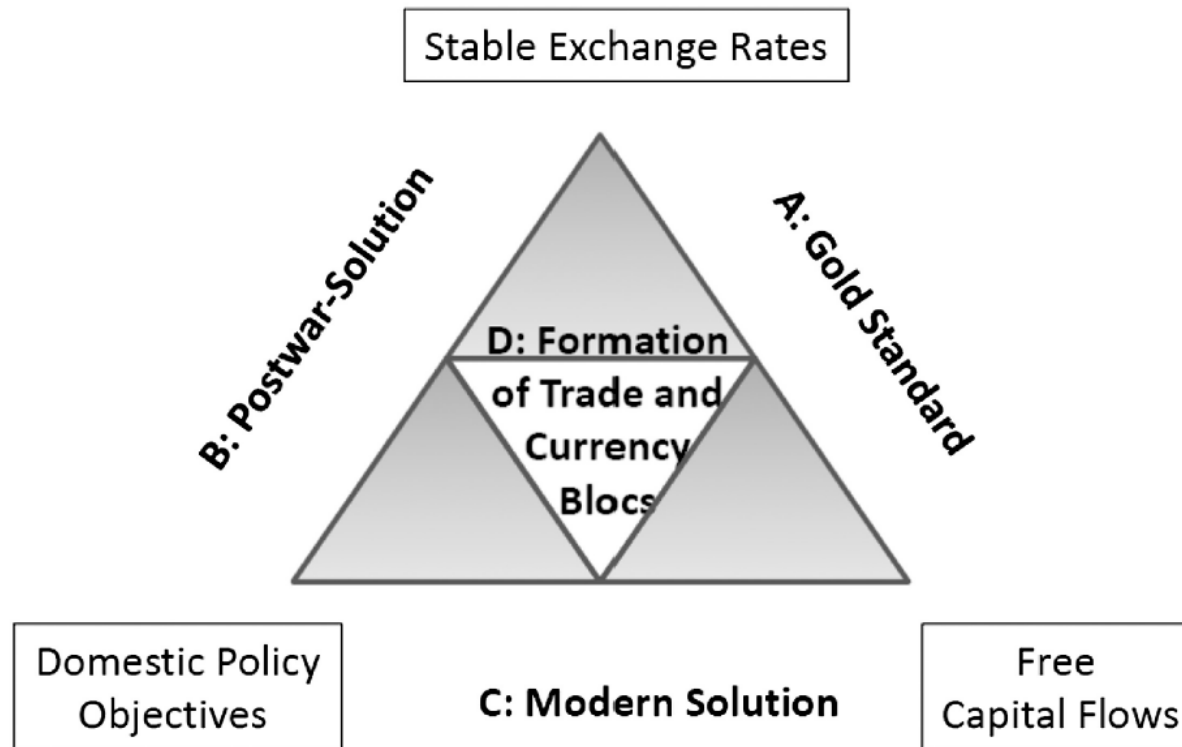 Stable Exchange Rates
B: Postwar-Solution
A: Gold Standard
D: Formation
of Trade and
Currency
Blocs
Domestic Policy
Objectives
C: Modern Solution
Free
Capital Flows